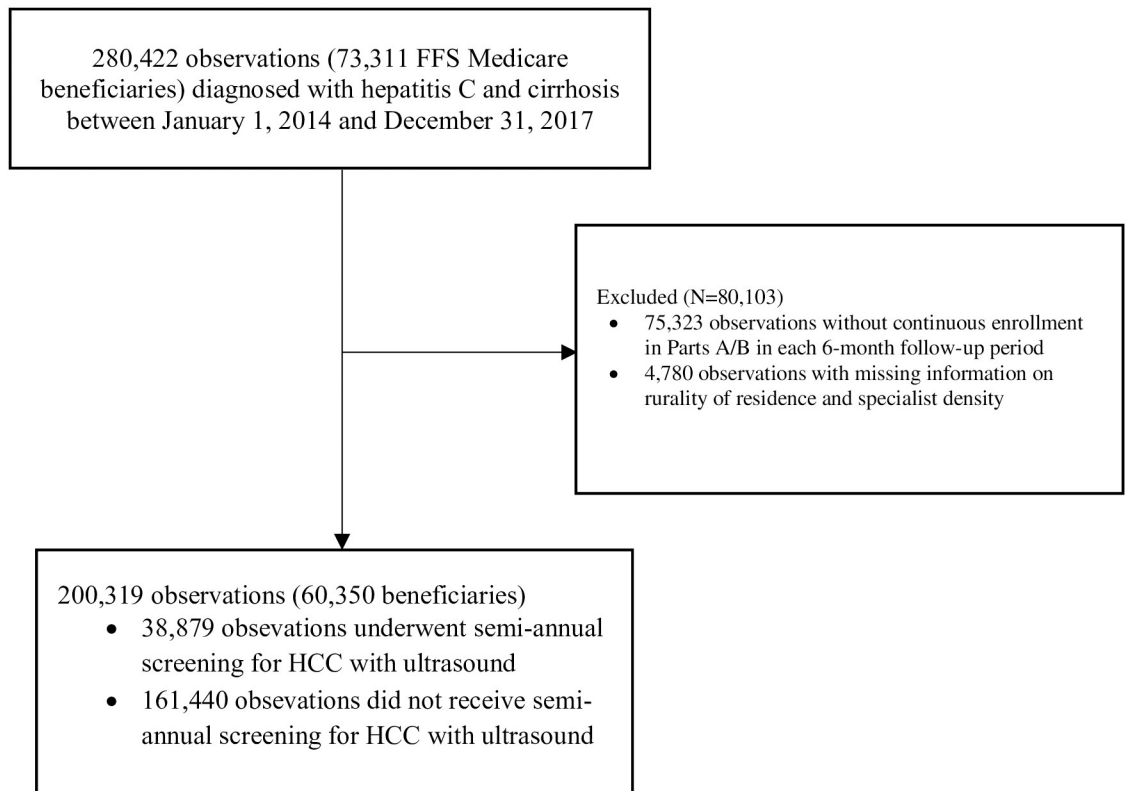 280,422 observations (73,311 FFS Medicare
beneficiaries) diagnosed with hepatitis C and cirrhosis
between January 1, 2014 and December 31, 2017
Excluded (N=80,103)
• 75,323 observations without continuous enrollment
in Parts A/B in each 6-month follow-up period
• 4,780 observations with missing information on
rurality of residence and specialist density
200,319 observations (60,350 beneficiaries)
• 38,879 obsevations underwent semi-annual
screening for HCC with ultrasound
• 161,440 obsevations did not receive semi-
annual screening for HCC with ultrasound